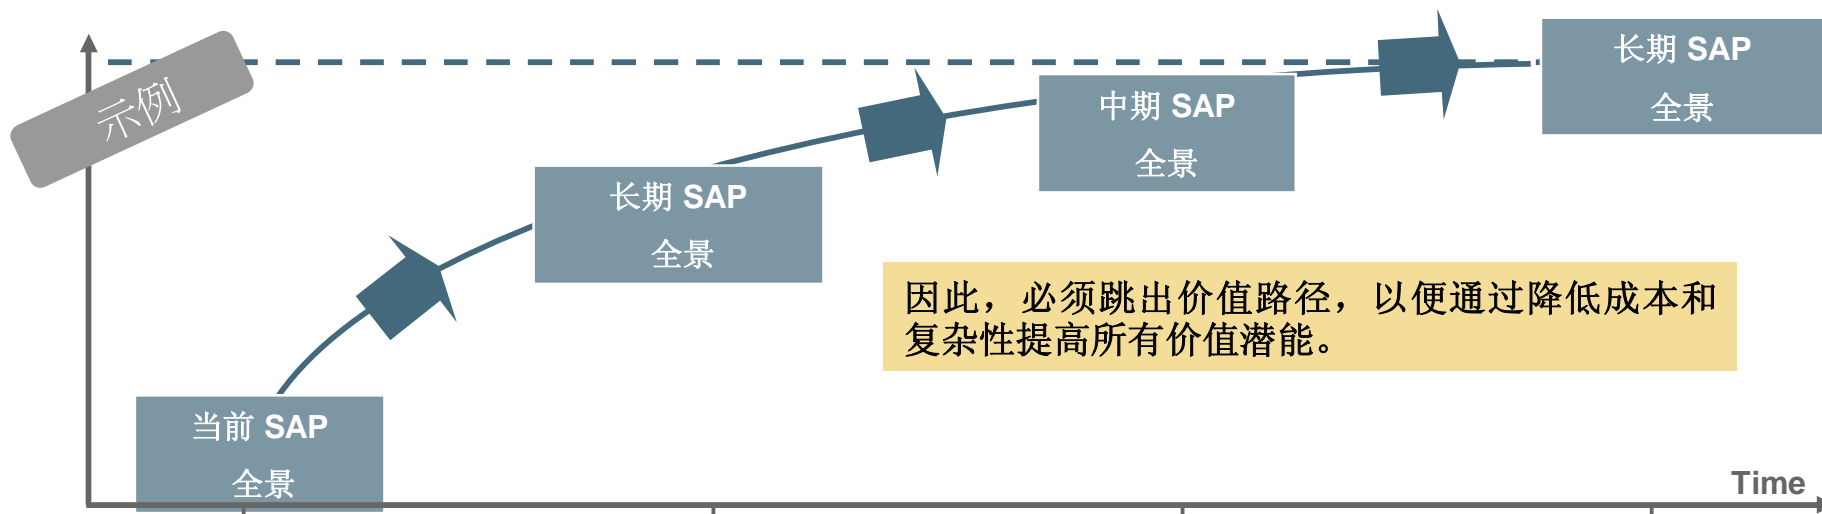 示例
长期 SAP
全景
中期 SAP
全景
长期 SAP
全景
因此，必须跳出价值路径，以便通过降低成本和
复杂性提高所有价值潜能。
当前 SAP
全景
Time